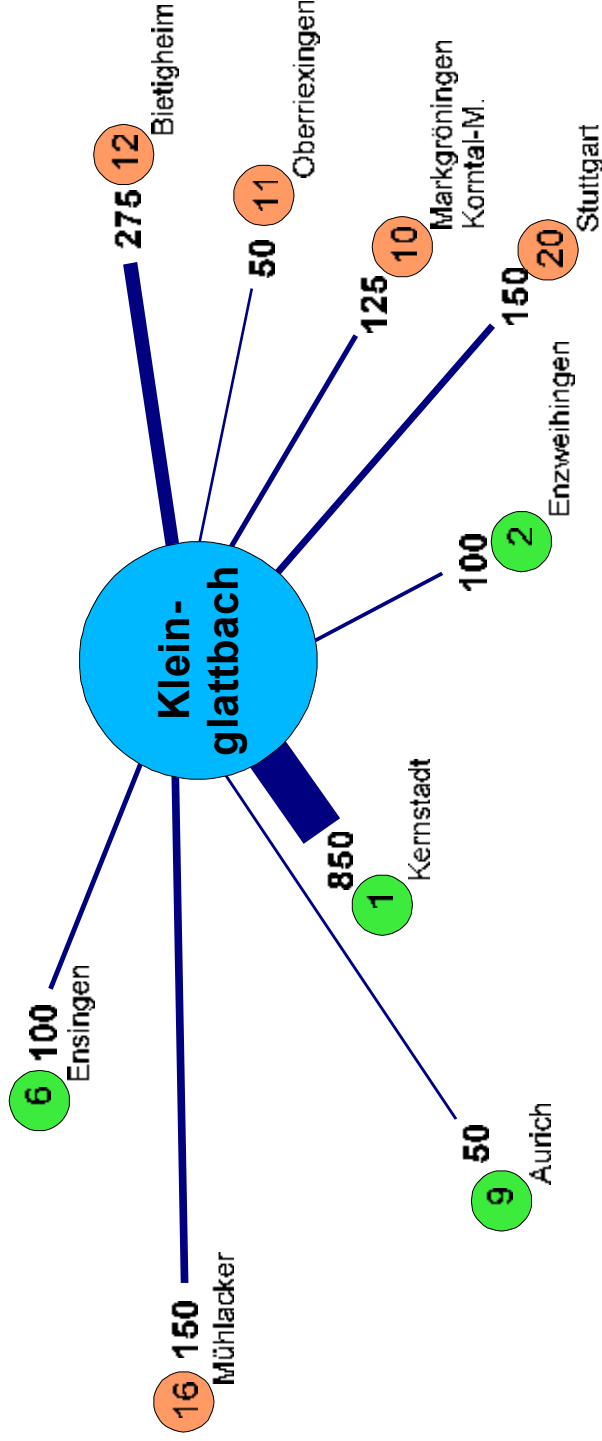 6
100
Ensingen
16
150
Mühlacker
9
50
Aurich
1
850
Kernstadt
Klein-
glattbach
2
100
Enzweihingen
275
12
Bietigheim
50
11
Oberriexingen
125
10
Markgröningen
Korntal-M.
150
20
Stuttgart